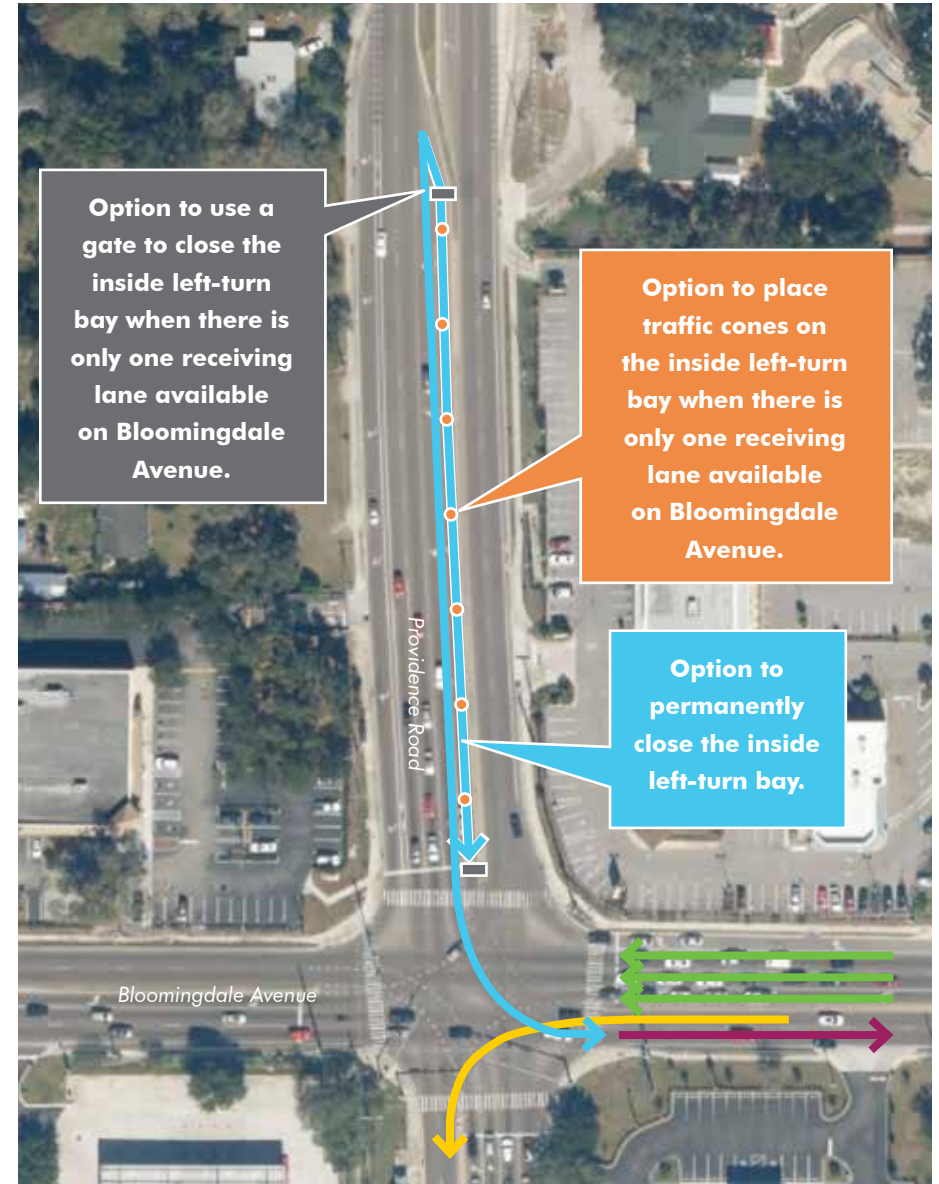 Option to use a
gate to close the
inside left-turn
bay when there is
only one receiving
lane available
on Bloomingdale
Avenue.
Option to place
traffic cones on
the inside left-turn
bay when there is
only one receiving
lane available
on Bloomingdale
Avenue.
Option to
permanently
close the inside
left-turn bay.
Providence Road
Bloomingdale Avenue